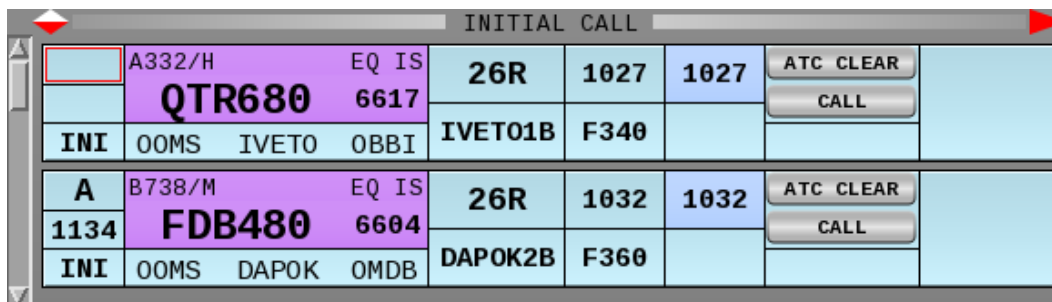 INITIAL CALL
A332/H EQ IS 26R 1027 1027 ATC CLEAR
QTR680 6617 CALL
INI OOMS IVETO OBBI IVETO1B F340
A B738/M EQ IS 26R 1032 1032 ATC CLEAR
1134 FDB480 6604 CALL
INI OOMS DAPOK OMDB DAPOK2B F360